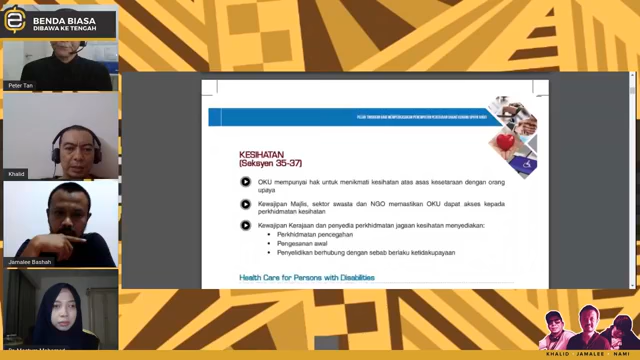 BENDA BIASA
DIBAWA KE TENGAH
Peter Tan
Khalid
Jamalee Bashah
KESIHATAN
(Seksyen 35-37)
OKU mempunyai hak untuk menikmati kesihatan atas asas kesetaraan dengan orang
upaya
Kewajipan Majlis, sektor swasta dan NGO memastikan OKU dapat akses kepada
perkhidmatan kesihatan
Kewajipan Kerajaan dan penyedia perkhidmatan jagaan kesihatan menyediakan:
• Perkhidmatan pencegahan
• Pengesanan awal
• Penyelidikan berhubung dengan sebab berlaku ketidakupayaan
Health Care for Persons with Disabilities
KHALID JAMALEE NAMI